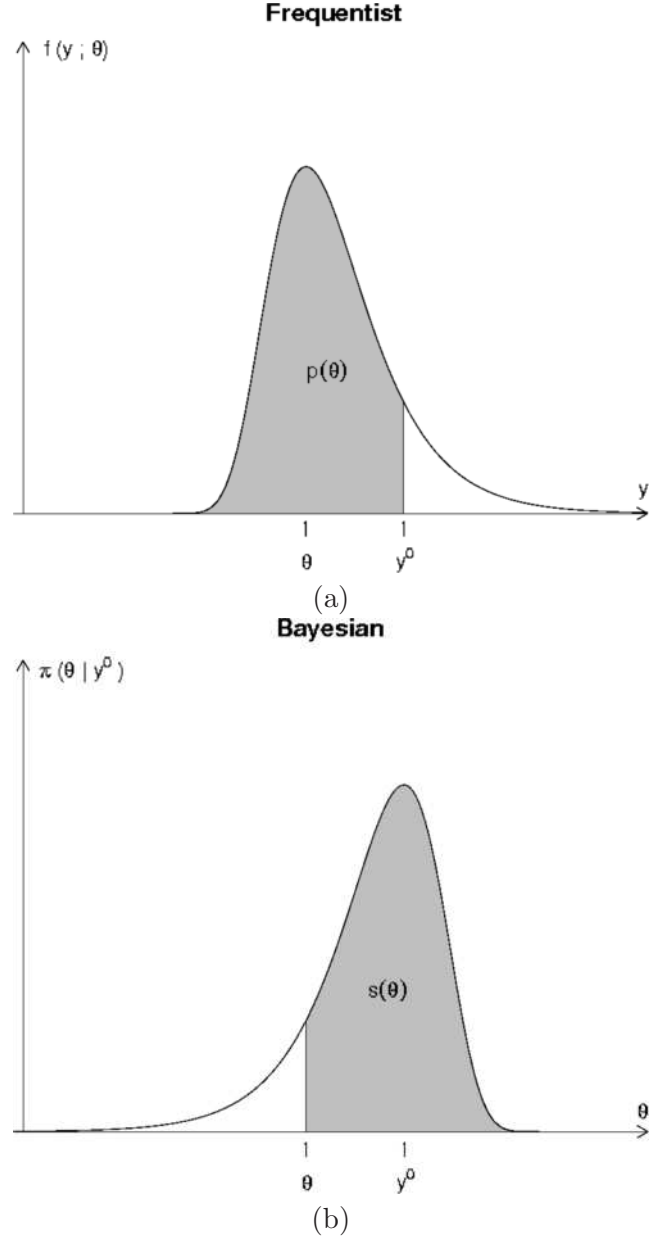 Frequentist
f (y ; θ)
p(θ)
y
θ y⁰
(a)
Bayesian
π (θ | y⁰)
s(θ)
θ
θ y⁰
(b)